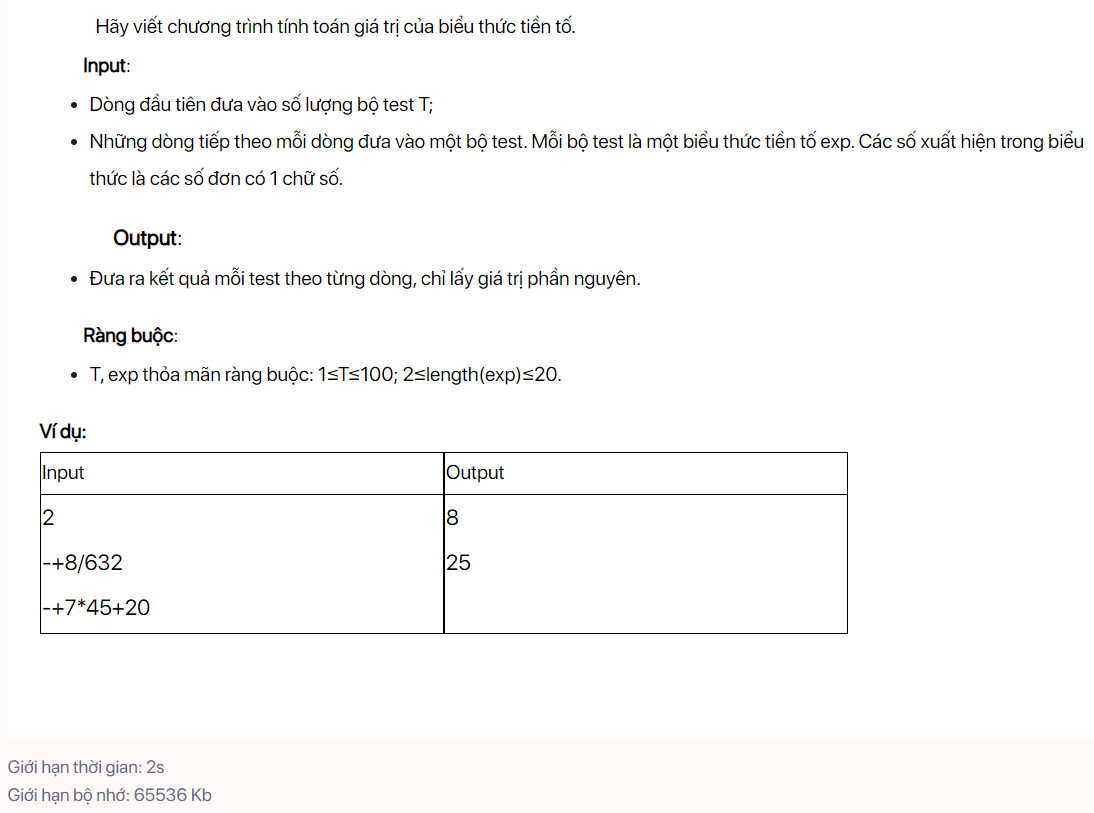 Hãy viết chương trình tính toán giá trị của biểu thức tiền tố.
Input:
• Dòng đầu tiên đưa vào số lượng bộ test T;
• Những dòng tiếp theo mỗi dòng đưa vào một bộ test. Mỗi bộ test là một biểu thức tiền tố exp. Các số xuất hiện trong biểu
thức là các số đơn có 1 chữ số.
Output:
• Đưa ra kết quả mỗi test theo từng dòng, chỉ lấy giá trị phần nguyên.
Ràng buộc:
• T, exp thỏa mãn ràng buộc: 1≤T≤100; 2≤length(exp)≤20.
Ví dụ:
Input Output
2 8
-+8/632 25
-+7*45+20
Giới hạn thời gian: 2s
Giới hạn bộ nhớ: 65536 Kb